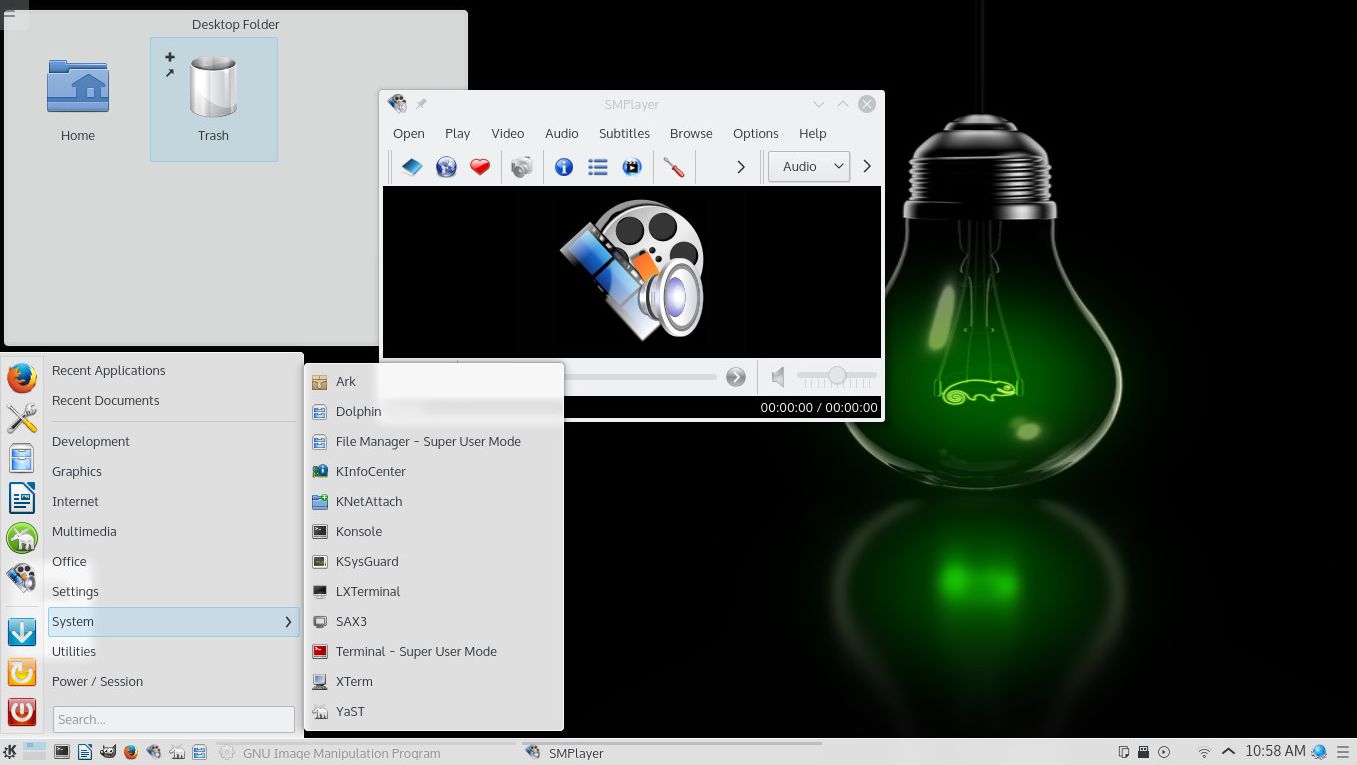 Desktop Folder
Home
Trash
SMPlayer
Open Play Video Audio Subtitles Browse Options Help
Audio
00:00:00 / 00:00:00
Recent Applications
Recent Documents
Development
Graphics
Internet
Multimedia
Office
Settings
System
Utilities
Power / Session
Search...
Ark
Dolphin
File Manager - Super User Mode
KInfoCenter
KNetAttach
Konsole
KSysGuard
LXTerminal
SAX3
Terminal - Super User Mode
XTerm
YaST
GNU Image Manipulation Program
SMPlayer
10:58 AM